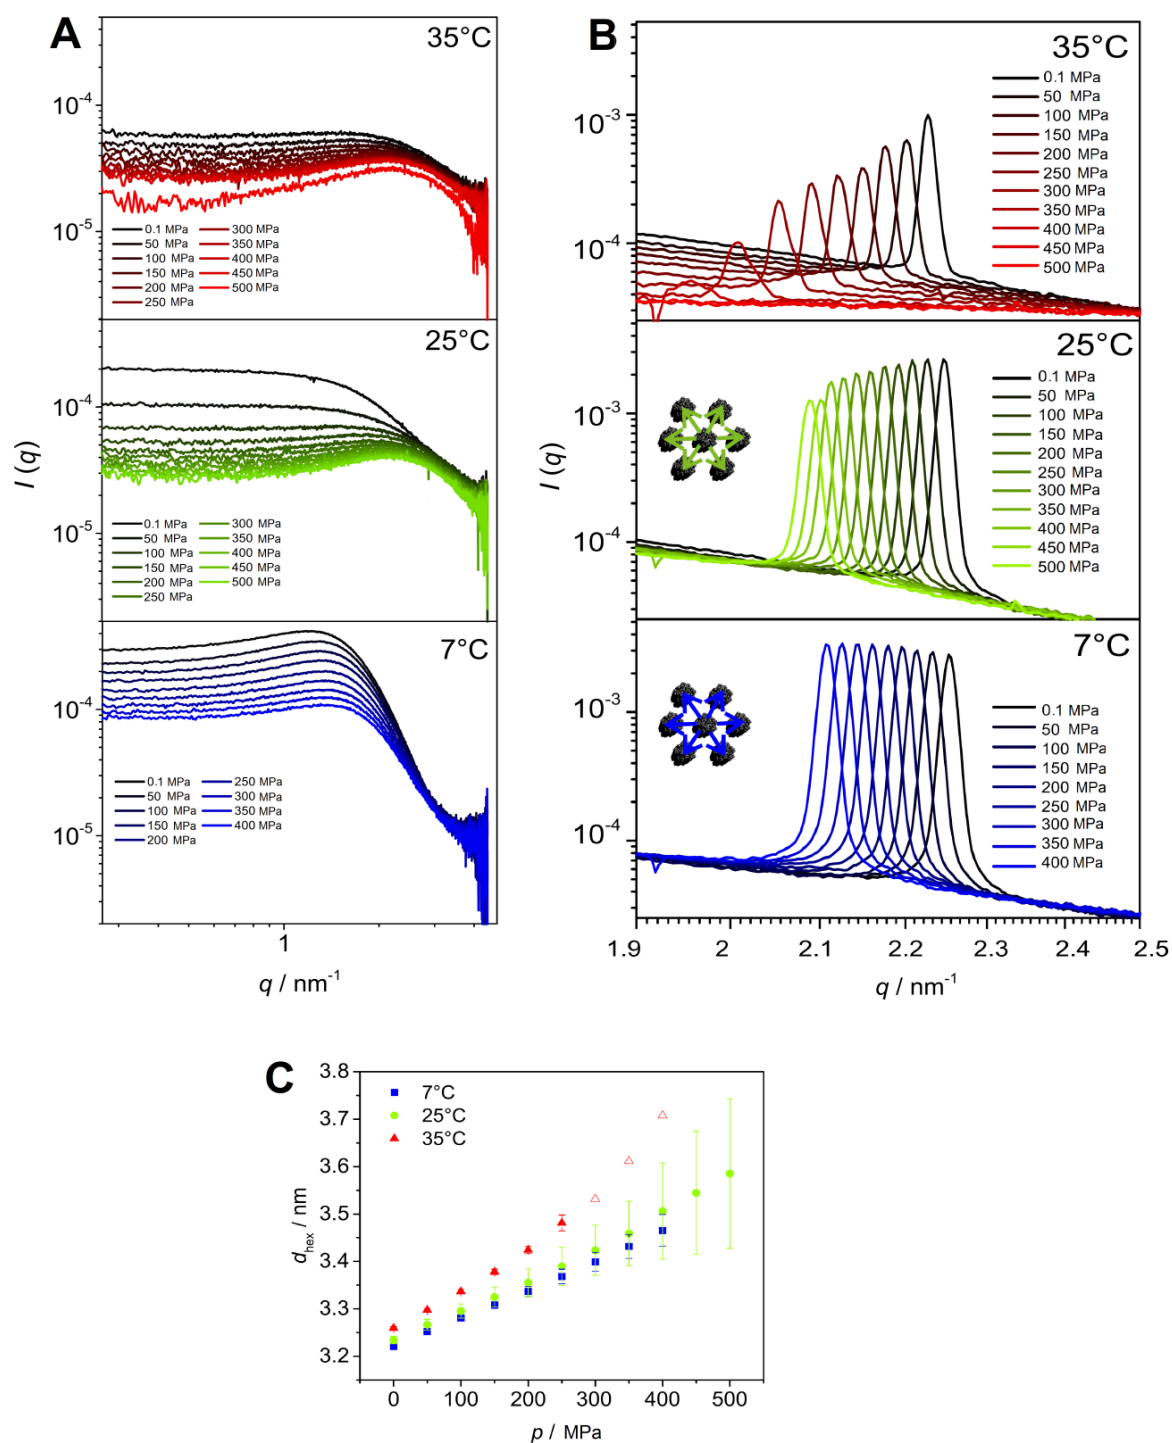 A
35°C
10-4
10-5
0.1 MPa
50 MPa
100 MPa
150 MPa
200 MPa
250 MPa
300 MPa
350 MPa
400 MPa
450 MPa
500 MPa
25°C
I (q)
10-4
10-5
0.1 MPa
50 MPa
100 MPa
150 MPa
200 MPa
250 MPa
300 MPa
350 MPa
400 MPa
450 MPa
500 MPa
7°C
10-4
10-5
0.1 MPa
50 MPa
100 MPa
150 MPa
200 MPa
250 MPa
300 MPa
350 MPa
400 MPa
1
q / nm-1
B
35°C
10-3
10-4
0.1 MPa
50 MPa
100 MPa
150 MPa
200 MPa
250 MPa
300 MPa
350 MPa
400 MPa
450 MPa
500 MPa
25°C
I (q)
10-3
10-4
0.1 MPa
50 MPa
100 MPa
150 MPa
200 MPa
250 MPa
300 MPa
350 MPa
400 MPa
450 MPa
500 MPa
7°C
10-3
10-4
0.1 MPa
50 MPa
100 MPa
150 MPa
200 MPa
250 MPa
300 MPa
350 MPa
400 MPa
1.9 2 2.1 2.2 2.3 2.4 2.5
q / nm-1
C
7°C
25°C
35°C
3.8
3.7
3.6
3.5
3.4
3.3
3.2
dhex / nm
0 100 200 300 400 500
p / MPa